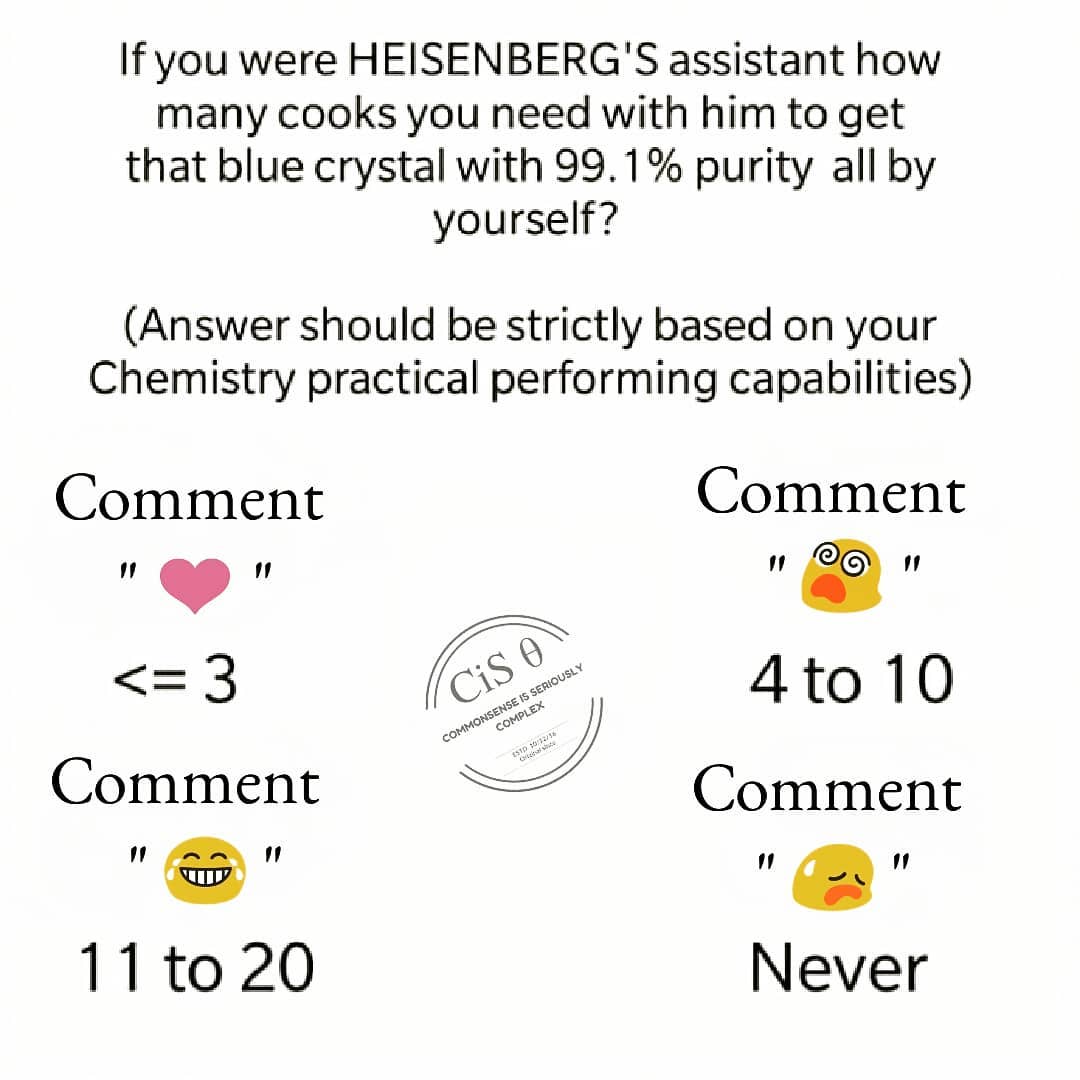 If you were HEISENBERG'S assistant how
many cooks you need with him to get
that blue crystal with 99.1% purity all by
yourself?
(Answer should be strictly based on your
Chemistry practical performing capabilities)
Comment
" 🩷 "
<= 3
Comment
" 😵 "
4 to 10
CiS θ
COMMONSENSE IS SERIOUSLY
COMPLEX
ESTD
Comment
" 😂 "
11 to 20
Comment
" 😥 "
Never